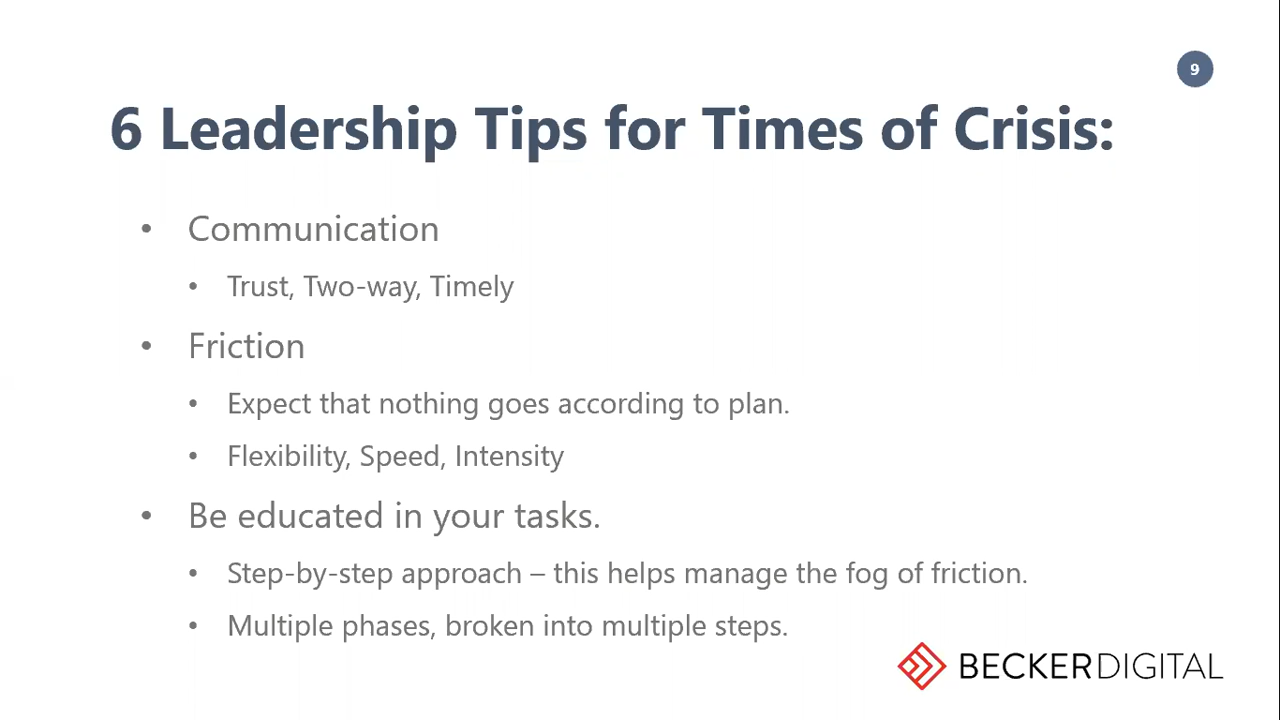 9
6 Leadership Tips for Times of Crisis:
• Communication
• Trust, Two-way, Timely
• Friction
• Expect that nothing goes according to plan.
• Flexibility, Speed, Intensity
• Be educated in your tasks.
• Step-by-step approach – this helps manage the fog of friction.
• Multiple phases, broken into multiple steps.
BECKERDIGITAL